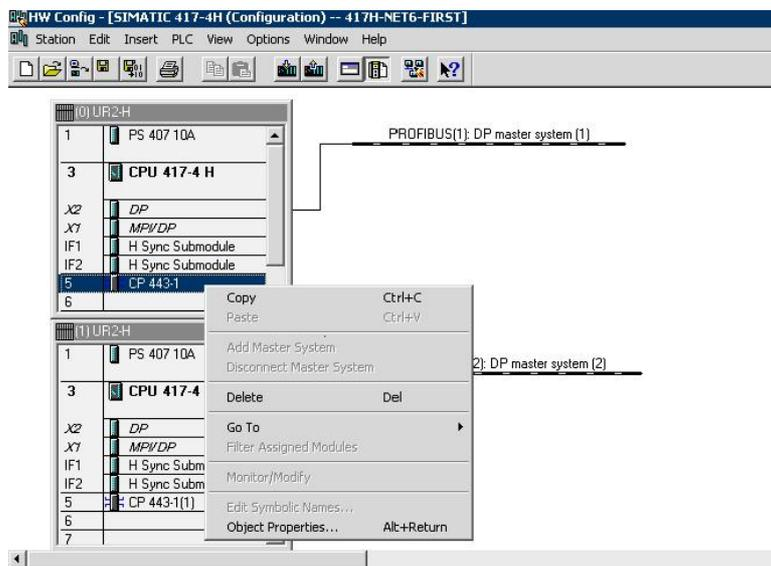 HW Config - [SIMATIC 417-4H (Configuration) -- 417H-NET6-FIRST]
Station Edit Insert PLC View Options Window Help
(0) UR2-H
1 PS 407 10A
3 CPU 417-4 H
X2 DP
X1 MPI/DP
IF1 H Sync Submodule
IF2 H Sync Submodule
5 CP 443-1
6
PROFIBUS(1): DP master system (1)
Copy Ctrl+C
Paste Ctrl+V
Add Master System
Disconnect Master System
Delete Del
Go To
Filter Assigned Modules
Monitor/Modify
Edit Symbolic Names...
Object Properties... Alt+Return
(1) UR2-H
1 PS 407 10A
3 CPU 417-4
X2 DP
X1 MPI/DP
IF1 H Sync Subm
IF2 H Sync Subm
5 CP 443-1(1)
6
7
2): DP master system (2)